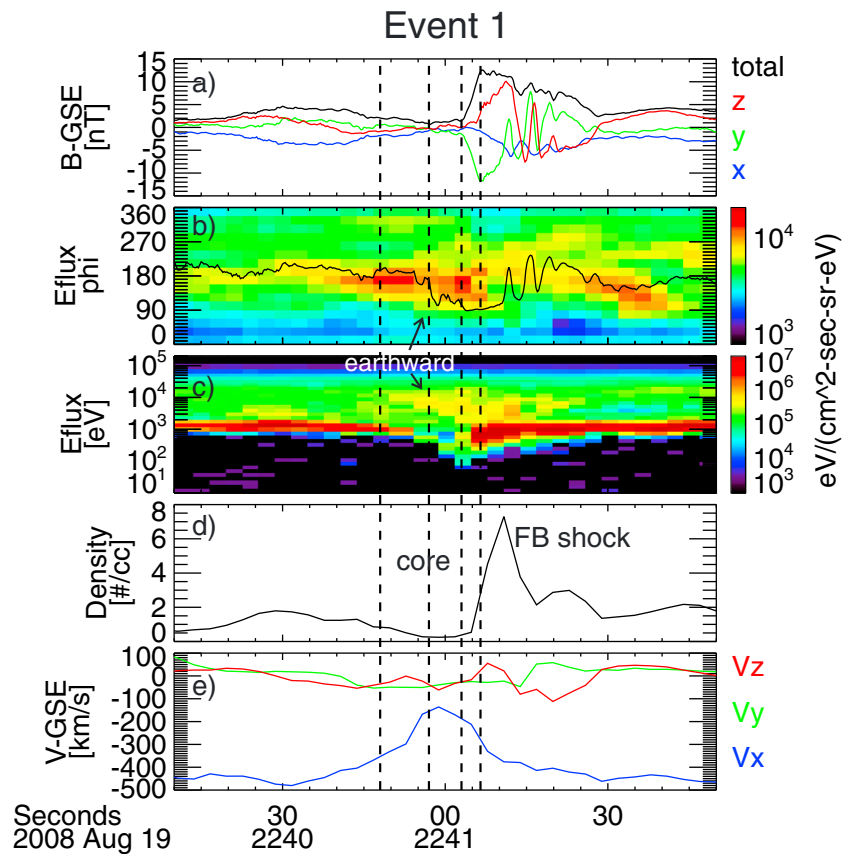 Event 1
15
10
5
0
-5
-10
-15
B-GSE
[nT]
a)
total
z
y
x
360
270
180
90
0
Eflux
phi
b)
earthward
10^4
10^3
10^5
10^4
10^3
10^2
10^1
Eflux
[eV]
c)
10^7
10^6
10^5
10^4
10^3
eV/(cm^2-sec-sr-eV)
8
6
4
2
0
Density
[#/cc]
d)
core
FB shock
100
0
-100
-200
-300
-400
-500
V-GSE
[km/s]
e)
Vz
Vy
Vx
Seconds 30 00 30
2008 Aug 19 2240 2241